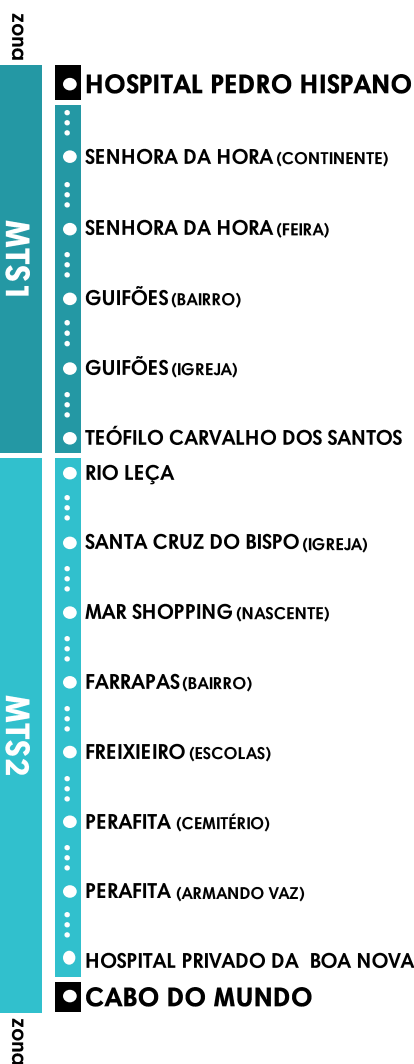 zona
HOSPITAL PEDRO HISPANO
SENHORA DA HORA (CONTINENTE)
SENHORA DA HORA (FEIRA)
MTS1
GUIFÕES (BAIRRO)
GUIFÕES (IGREJA)
TEÓFILO CARVALHO DOS SANTOS
RIO LEÇA
SANTA CRUZ DO BISPO (IGREJA)
MAR SHOPPING (NASCENTE)
FARRAPAS (BAIRRO)
MTS2
FREIXIEIRO (ESCOLAS)
PERAFITA (CEMITÉRIO)
PERAFITA (ARMANDO VAZ)
HOSPITAL PRIVADO DA BOA NOVA
CABO DO MUNDO
zona